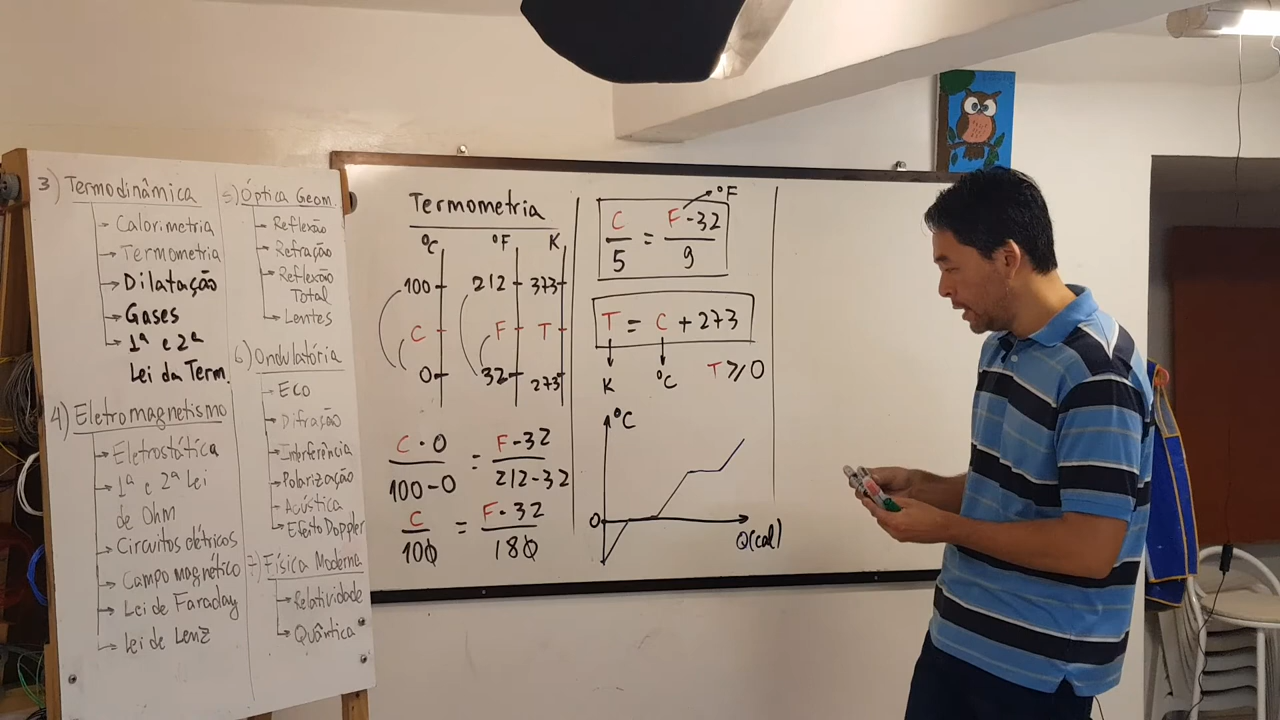 3) Termodinâmica
Calorimetria
Termometria
Dilatação
Gases
1ª e 2ª
Lei da Term.
4) Eletromagnetismo
Eletrostática
1ª e 2ª Lei
de Ohm
Circuitos elétricos
Campo magnético
Lei de Faraday
Lei de Lenz
5) Óptica Geom.
Reflexão
Refração
Reflexão
Total
Lentes
6) Ondulatória
Eco
Difração
Interferência
Polarização
Acústica
Efeito Doppler
7) Física Moderna
Relatividade
Quântica
Termometria
°C °F K
100 212 373
C F T
0 32 273
C - 0 / 100 - 0 = F - 32 / 212 - 32
C / 100 = F - 32 / 180
°F
C / 5 = F - 32 / 9
T = C + 273
K °C
T ⩾ 0
°C
0
Q(cal)